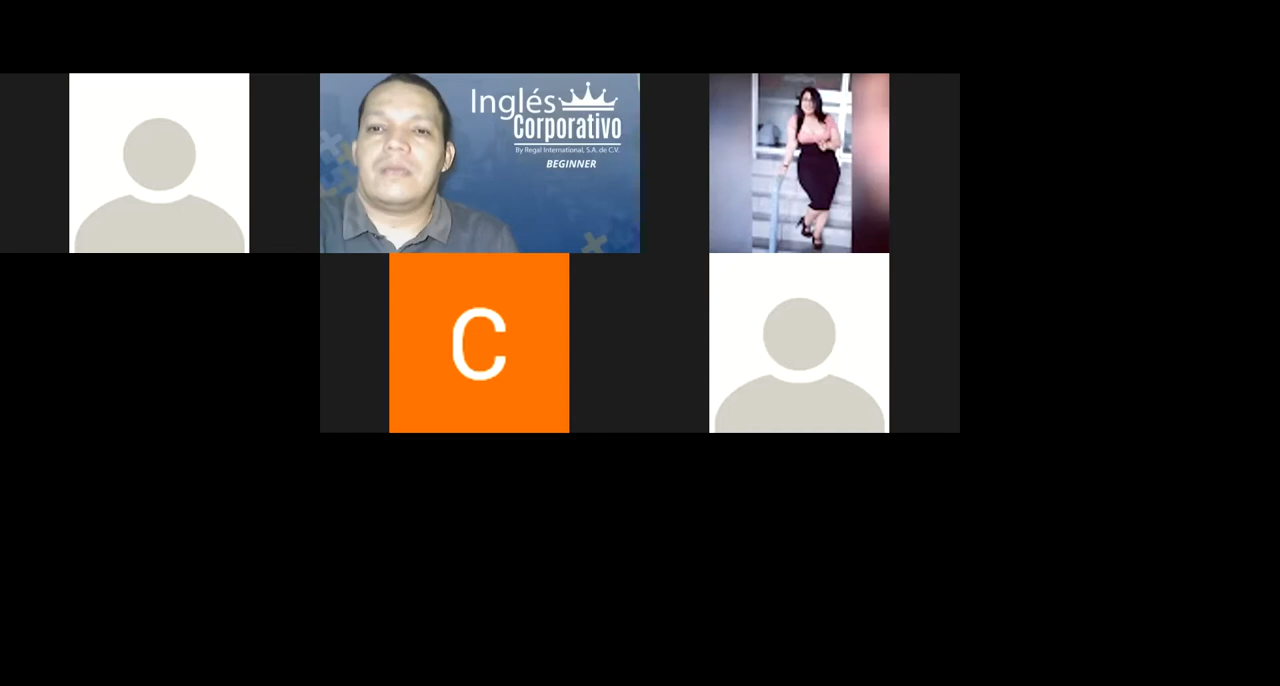 Inglés
Corporativo
By Regal International, S.A. de C.V.
BEGINNER
C